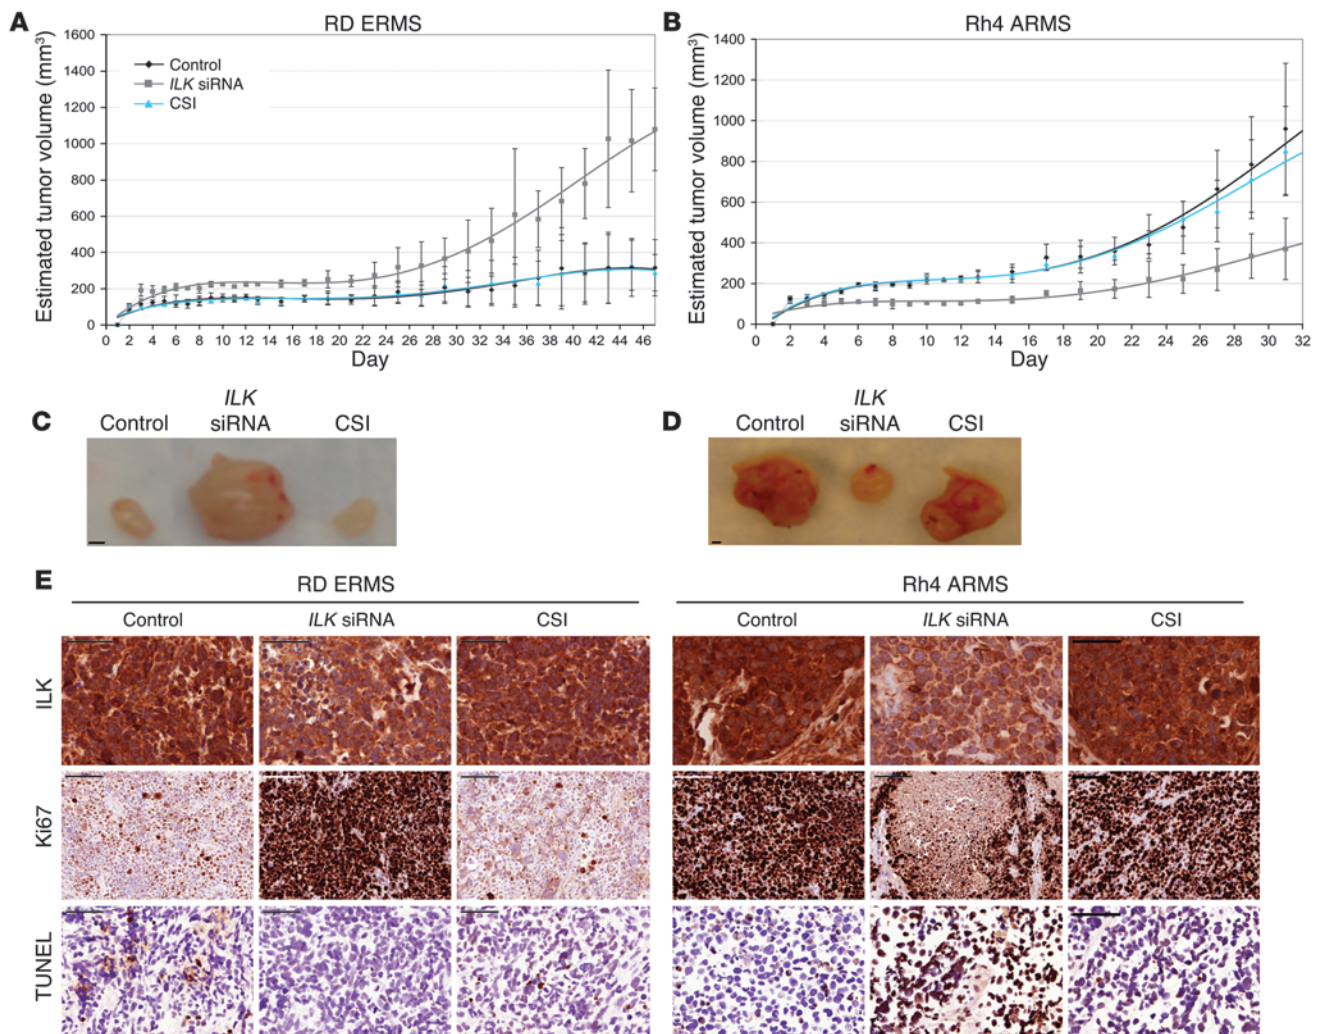 A
RD ERMS
Estimated tumor volume (mm³)
1600
1400
1200
1000
800
600
400
200
0
Control
ILK siRNA
CSI
0 2 4 6 8 10 12 14 16 18 20 22 24 26 28 30 32 34 36 38 40 42 44 46
Day
B
Rh4 ARMS
Estimated tumor volume (mm³)
1400
1200
1000
800
600
400
200
0
0 2 4 6 8 10 12 14 16 18 20 22 24 26 28 30 32
Day
C
Control
ILK
siRNA
CSI
D
Control
ILK
siRNA
CSI
E
RD ERMS
Rh4 ARMS
Control
ILK siRNA
CSI
Control
ILK siRNA
CSI
ILK
Ki67
TUNEL